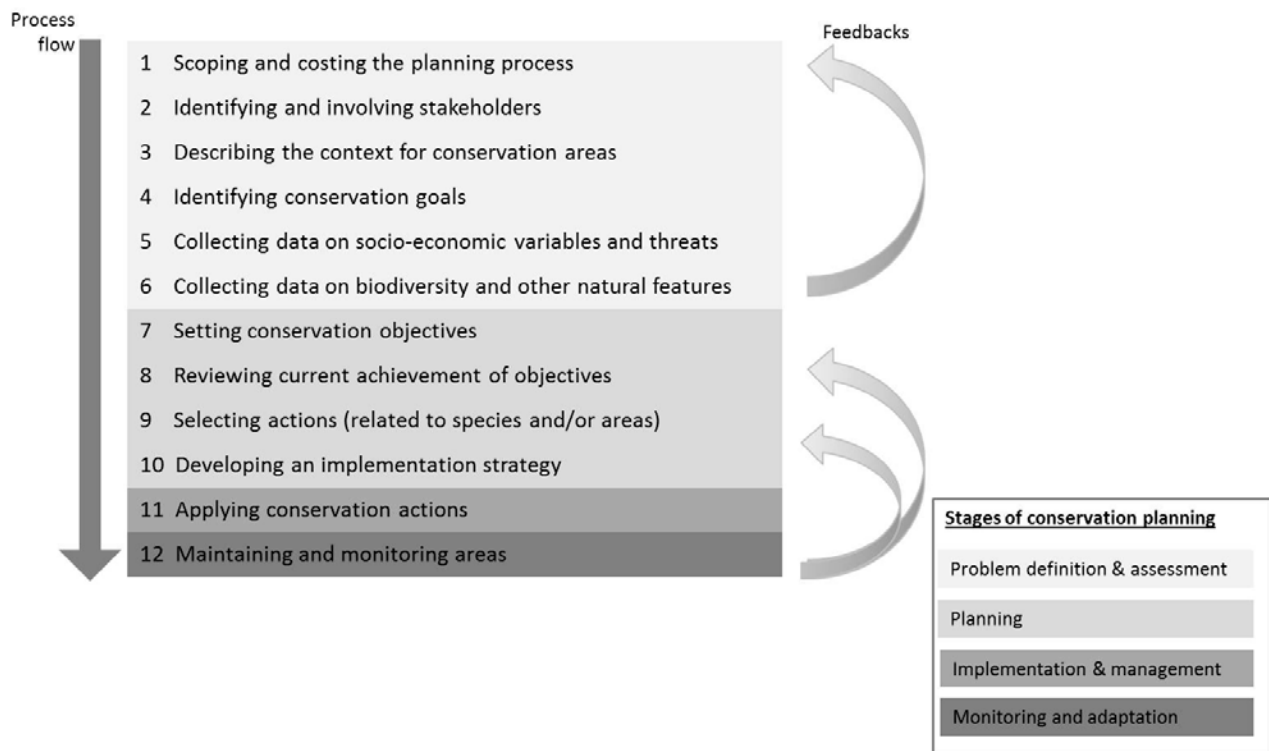 Process
flow
Feedbacks
1 Scoping and costing the planning process
2 Identifying and involving stakeholders
3 Describing the context for conservation areas
4 Identifying conservation goals
5 Collecting data on socio-economic variables and threats
6 Collecting data on biodiversity and other natural features
7 Setting conservation objectives
8 Reviewing current achievement of objectives
9 Selecting actions (related to species and/or areas)
10 Developing an implementation strategy
11 Applying conservation actions
12 Maintaining and monitoring areas
Stages of conservation planning
Problem definition & assessment
Planning
Implementation & management
Monitoring and adaptation